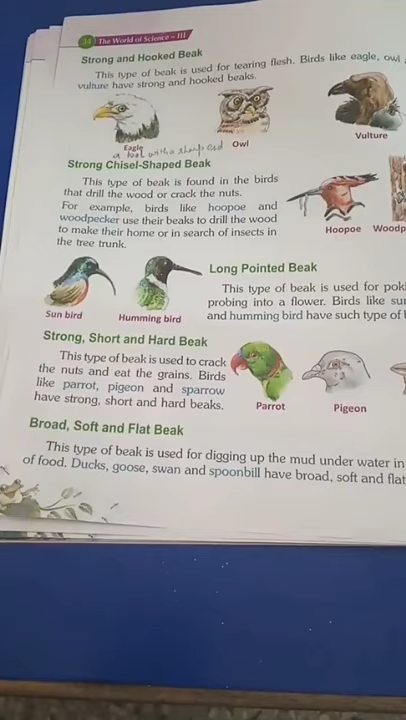 34 The World of Science - III
Strong and Hooked Beak
This type of beak is used for tearing flesh. Birds like eagle, owl
vulture have strong and hooked beaks.
Eagle
Owl
Vulture
a tool with a sharp end
Strong Chisel-Shaped Beak
This type of beak is found in the birds
that drill the wood or crack the nuts.
For example, birds like hoopoe and
woodpecker use their beaks to drill the wood
to make their home or in search of insects in
the tree trunk.
Hoopoe Woodp
Long Pointed Beak
This type of beak is used for poki
probing into a flower. Birds like su
and humming bird have such type of
Sun bird
Humming bird
Strong, Short and Hard Beak
This type of beak is used to crack
the nuts and eat the grains. Birds
like parrot, pigeon and sparrow
have strong, short and hard beaks.
Parrot
Pigeon
Broad, Soft and Flat Beak
This type of beak is used for digging up the mud under water in
of food. Ducks, goose, swan and spoonbill have broad, soft and flat